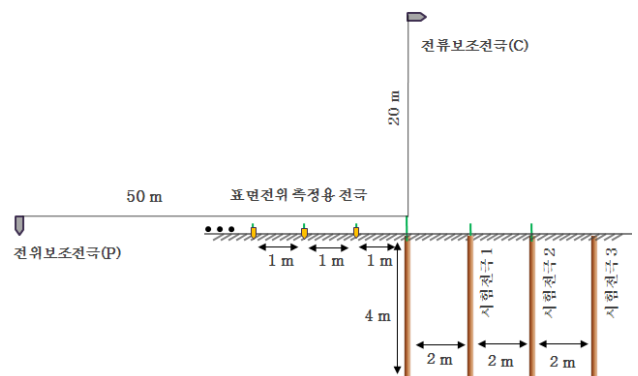 전류보조전극(C)
20 m
50 m
표면전위 측정용 전극
전위보조전극(P)
1 m
1 m
1 m
4 m
시험전극 1
시험전극 2
시험전극 3
2 m
2 m
2 m